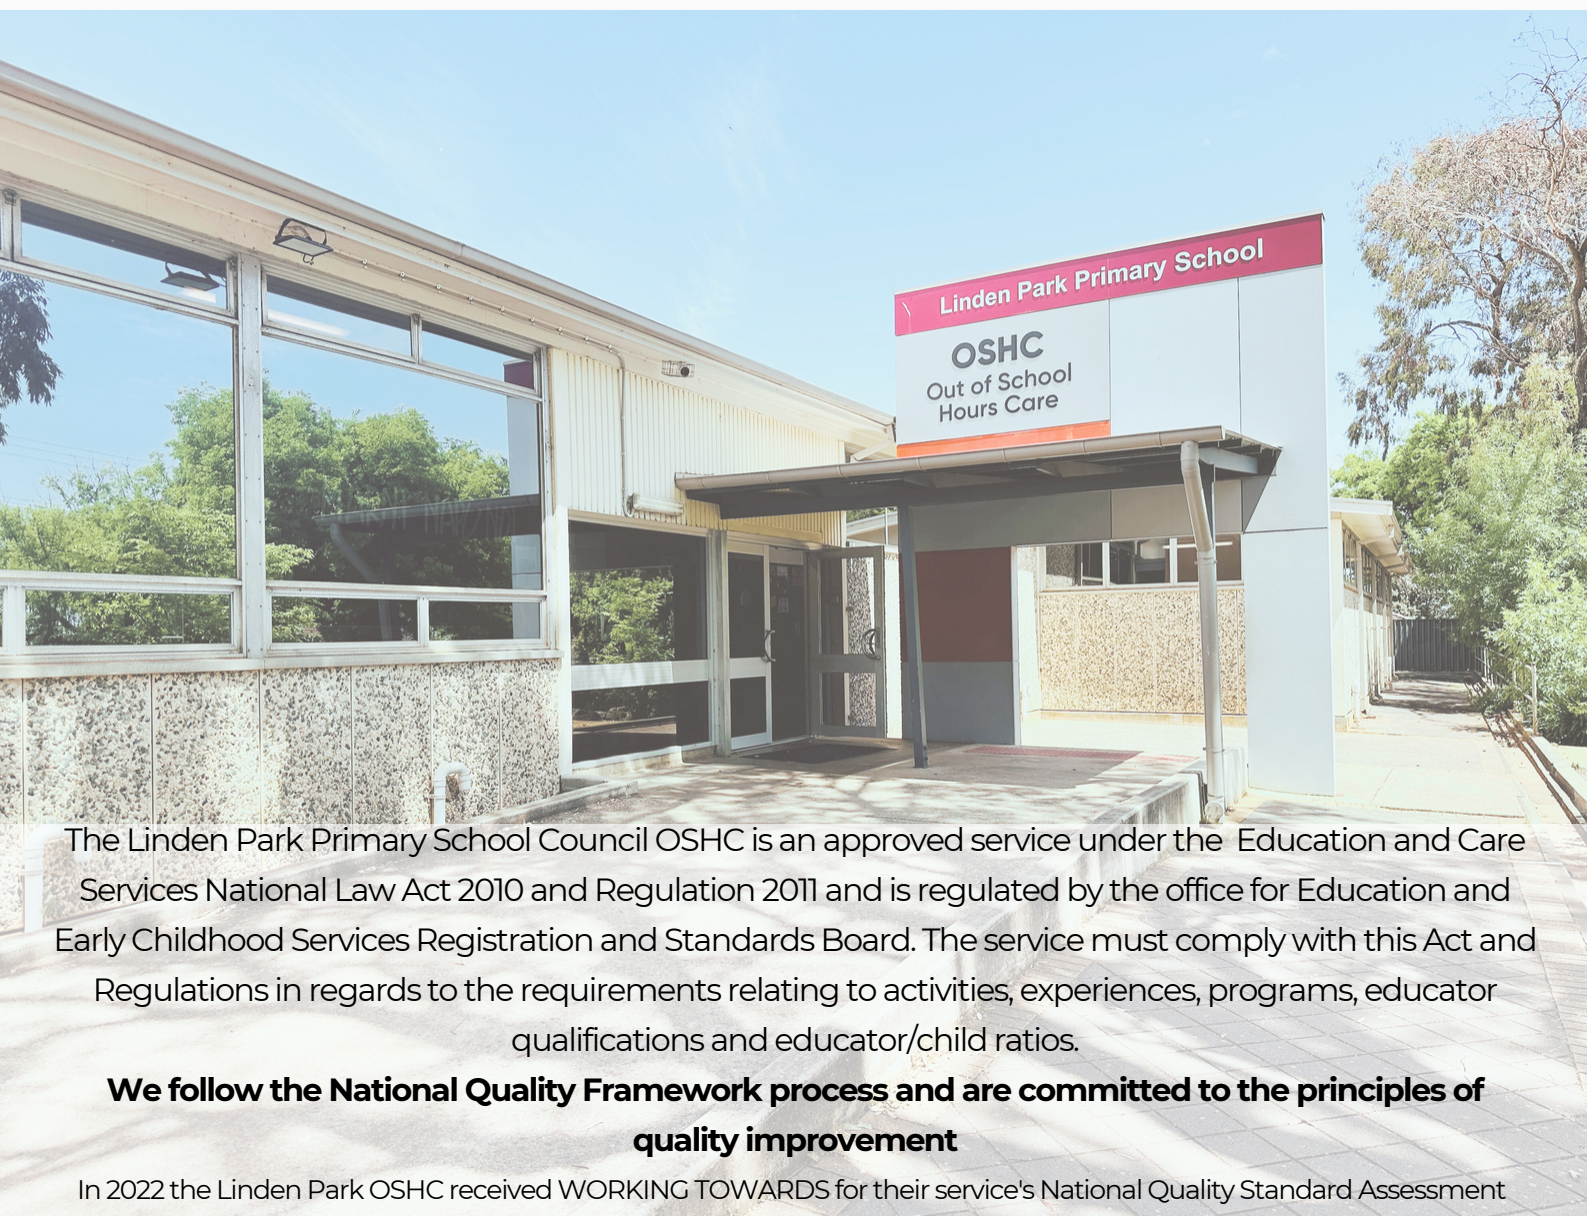 Linden Park Primary School
OSHC
Out of School
Hours Care
The Linden Park Primary School Council OSHC is an approved service under the  Education and Care
Services National Law Act 2010 and Regulation 2011 and is regulated by the office for Education and
Early Childhood Services Registration and Standards Board. The service must comply with this Act and
Regulations in regards to the requirements relating to activities, experiences, programs, educator
qualifications and educator/child ratios.
We follow the National Quality Framework process and are committed to the principles of
quality improvement
In 2022 the Linden Park OSHC received WORKING TOWARDS for their service's National Quality Standard Assessment